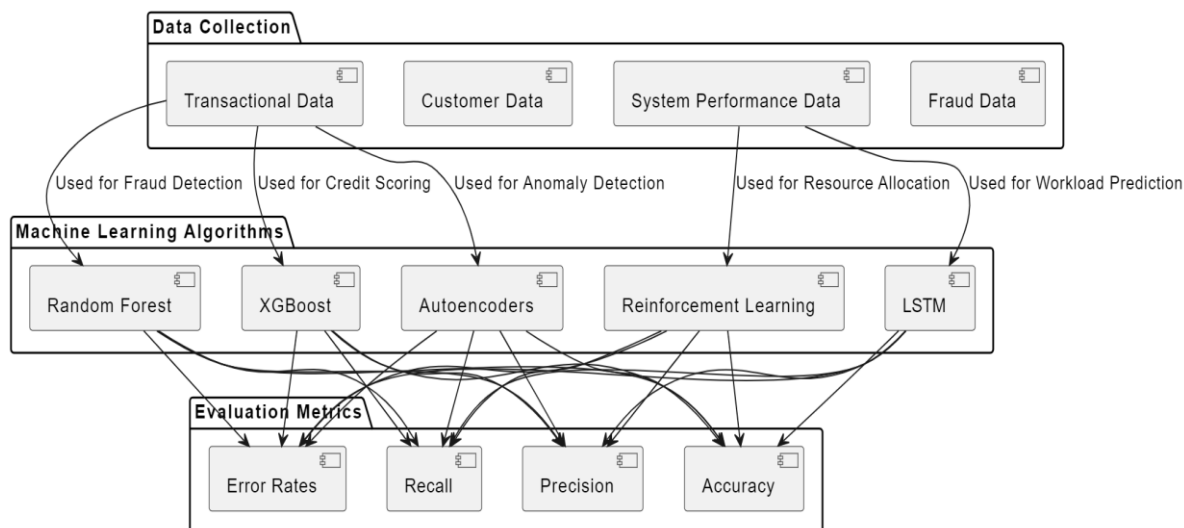 Data Collection
Transactional Data
Customer Data
System Performance Data
Fraud Data
Used for Fraud Detection
Used for Credit Scoring
Used for Anomaly Detection
Used for Resource Allocation
Used for Workload Prediction
Machine Learning Algorithms
Random Forest
XGBoost
Autoencoders
Reinforcement Learning
LSTM
Evaluation Metrics
Error Rates
Recall
Precision
Accuracy